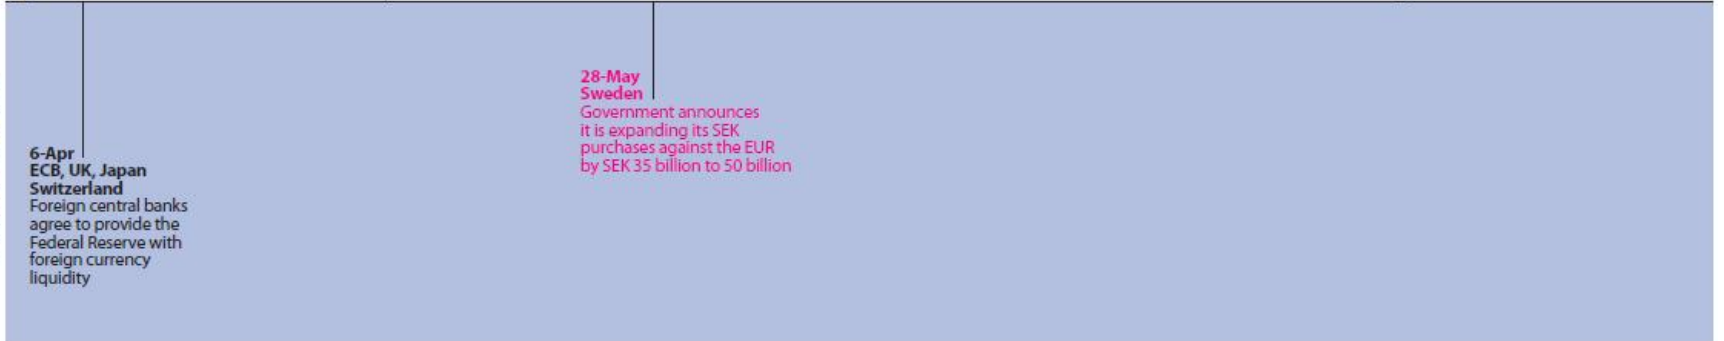 6-Apr
ECB, UK, Japan
Switzerland
Foreign central banks
agree to provide the
Federal Reserve with
foreign currency
liquidity
28-May
Sweden
Government announces
it is expanding its SEK
purchases against the EUR
by SEK 35 billion to 50 billion